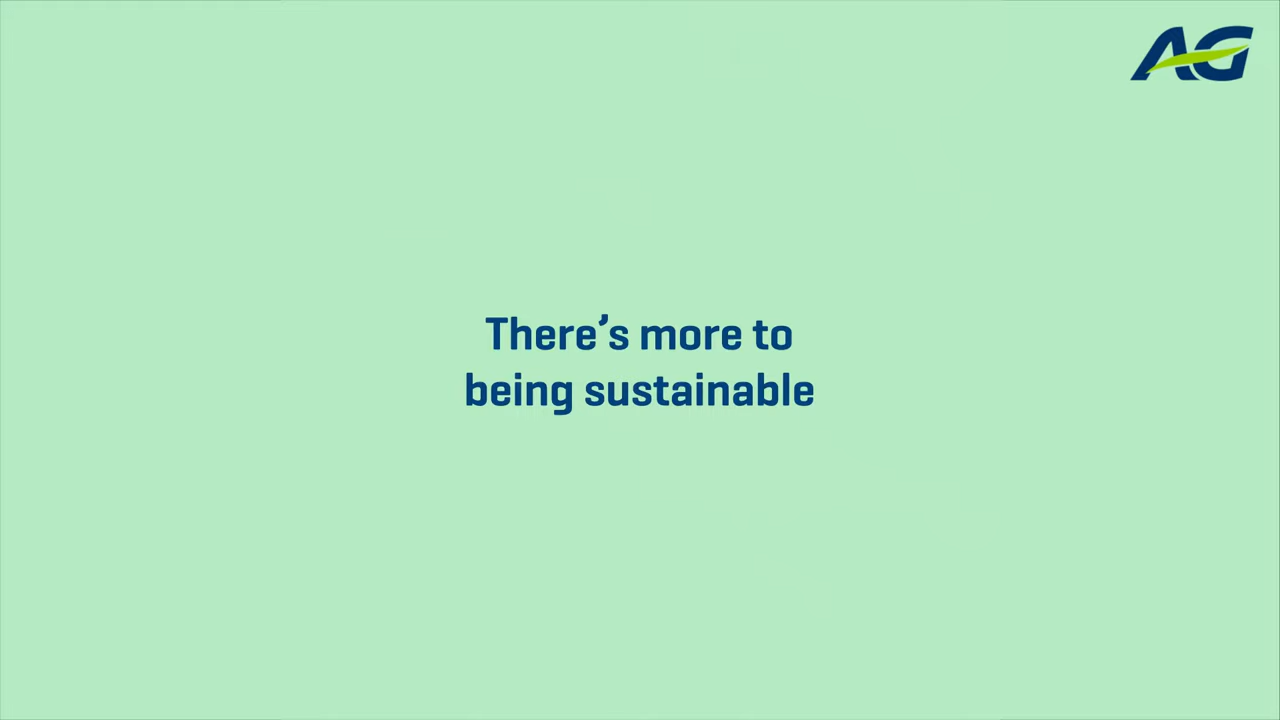 AG
There’s more to
being sustainable